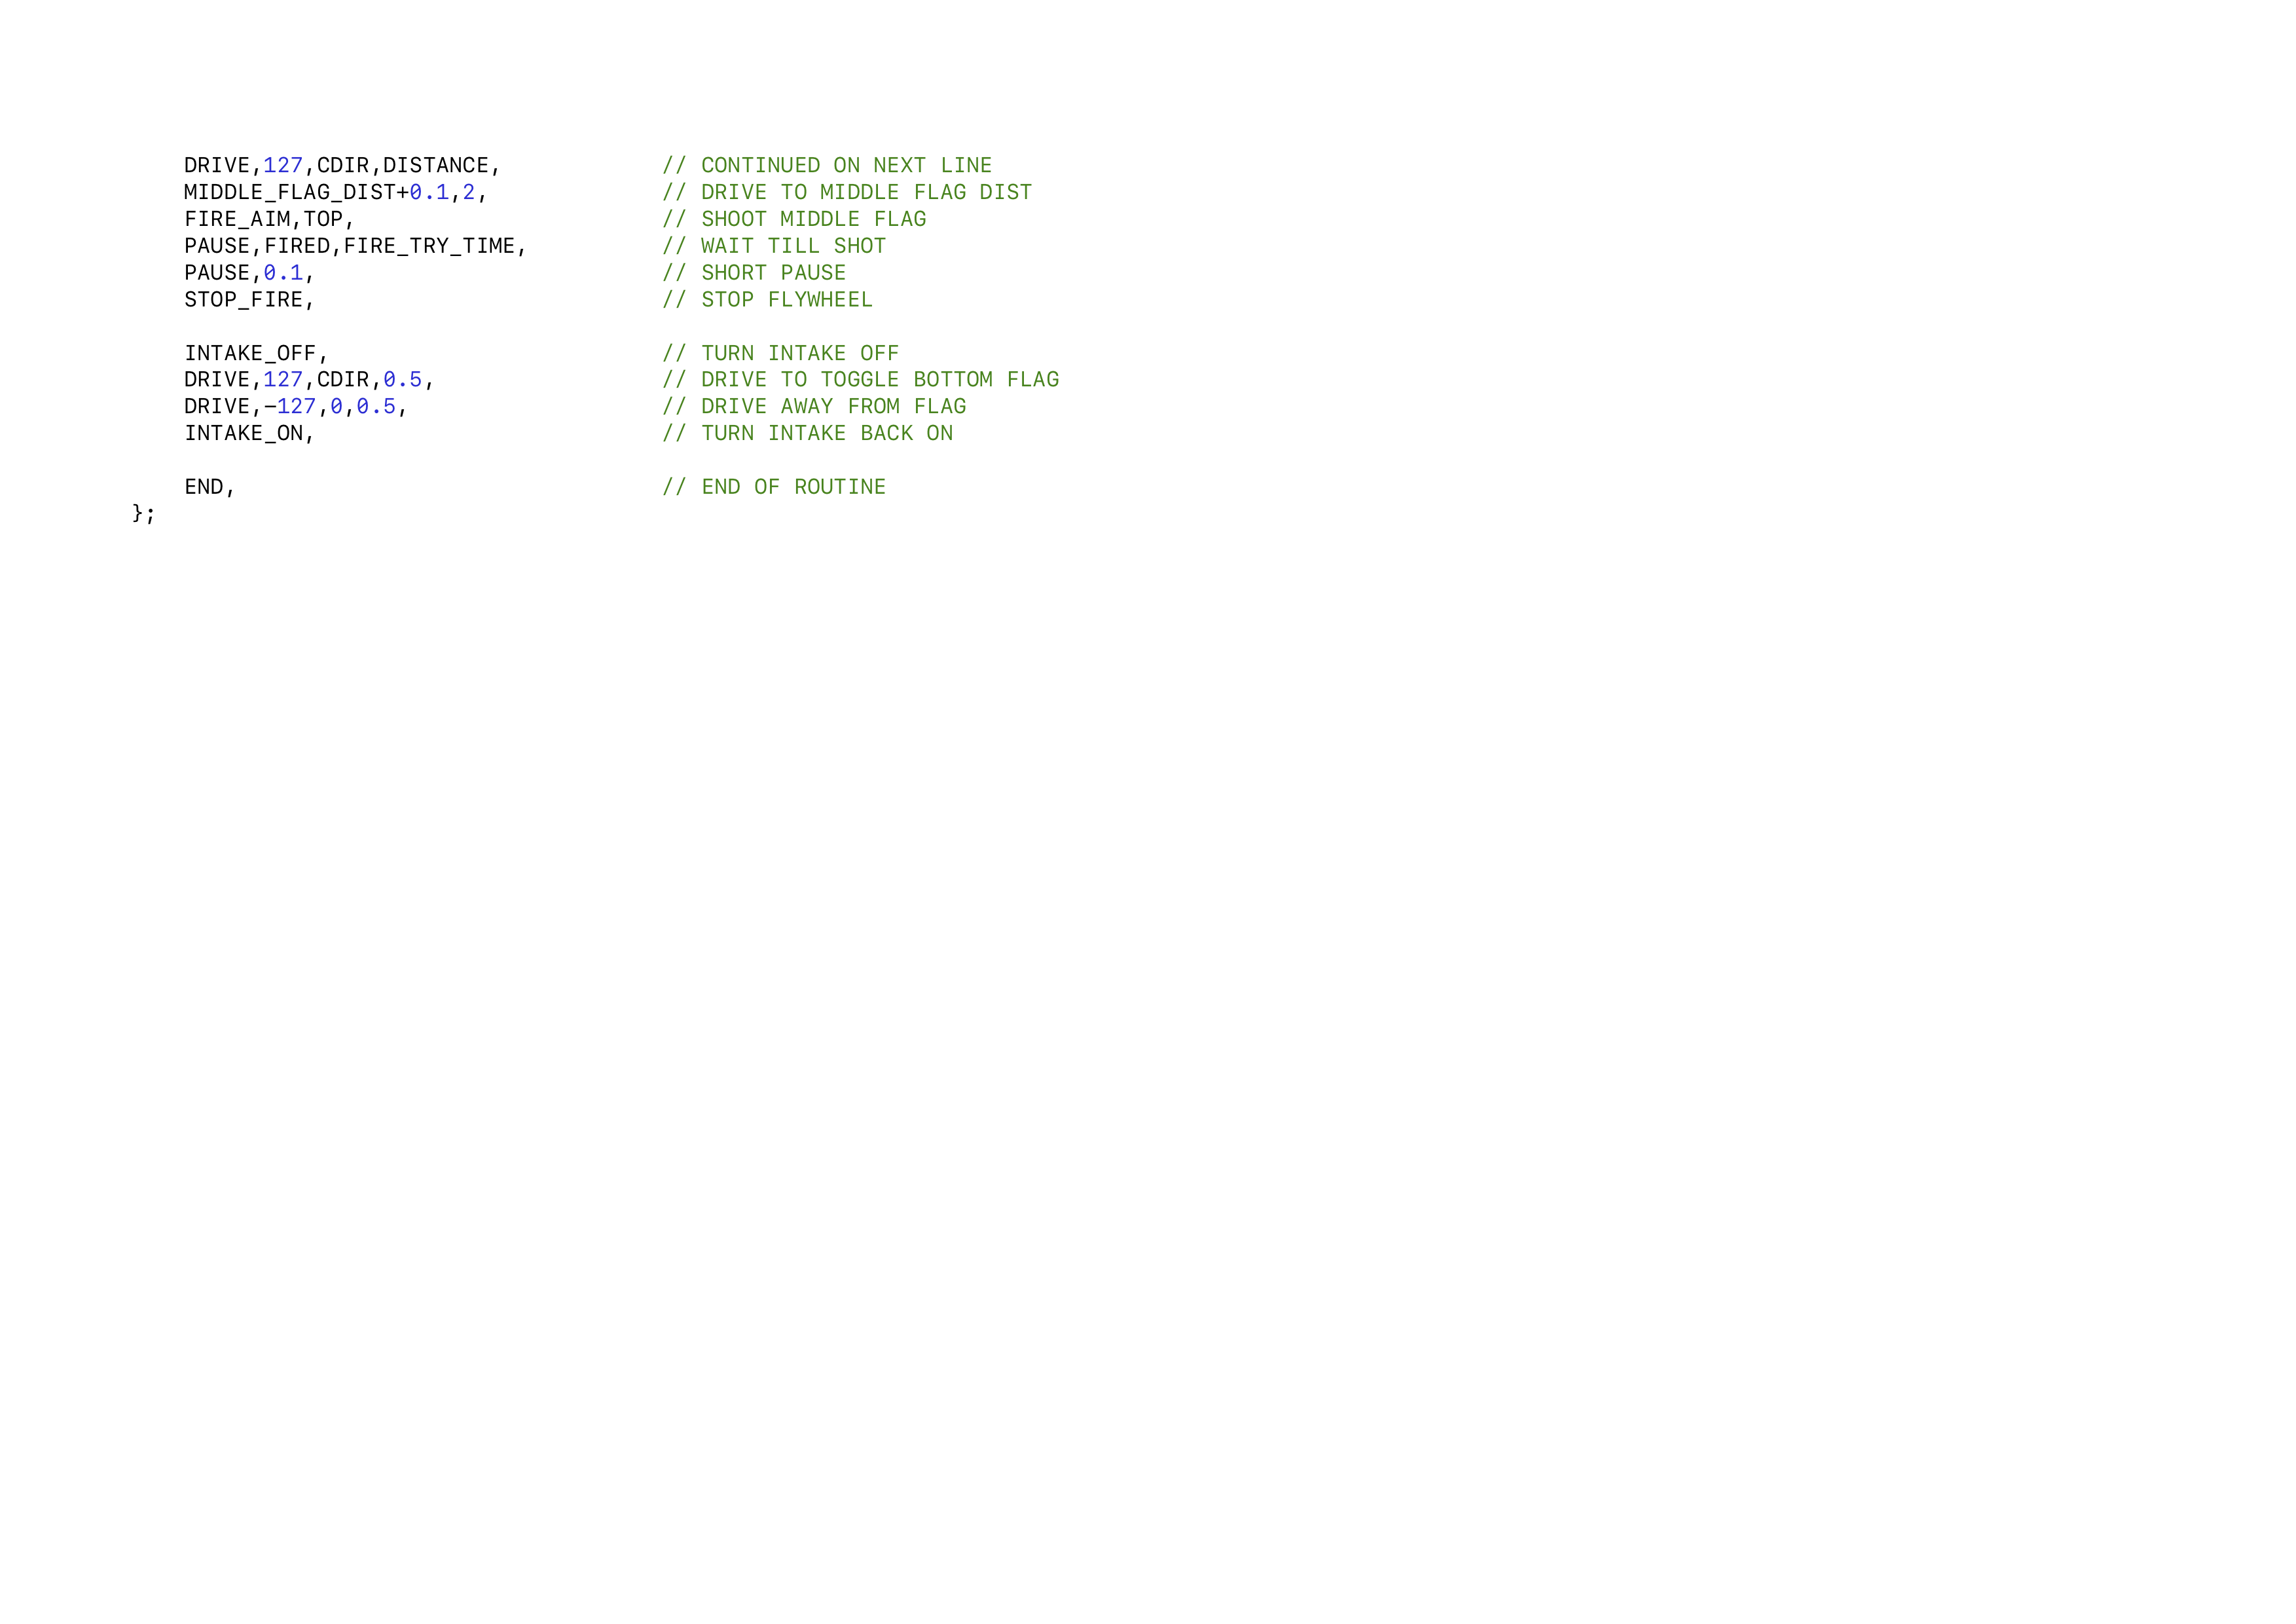 DRIVE,127,CDIR,DISTANCE, // CONTINUED ON NEXT LINE
MIDDLE_FLAG_DIST+0.1,2, // DRIVE TO MIDDLE FLAG DIST
FIRE_AIM,TOP, // SHOOT MIDDLE FLAG
PAUSE,FIRED,FIRE_TRY_TIME, // WAIT TILL SHOT
PAUSE,0.1, // SHORT PAUSE
STOP_FIRE, // STOP FLYWHEEL
INTAKE_OFF, // TURN INTAKE OFF
DRIVE,127,CDIR,0.5, // DRIVE TO TOGGLE BOTTOM FLAG
DRIVE,−127,0,0.5, // DRIVE AWAY FROM FLAG
INTAKE_ON, // TURN INTAKE BACK ON
END, // END OF ROUTINE
};